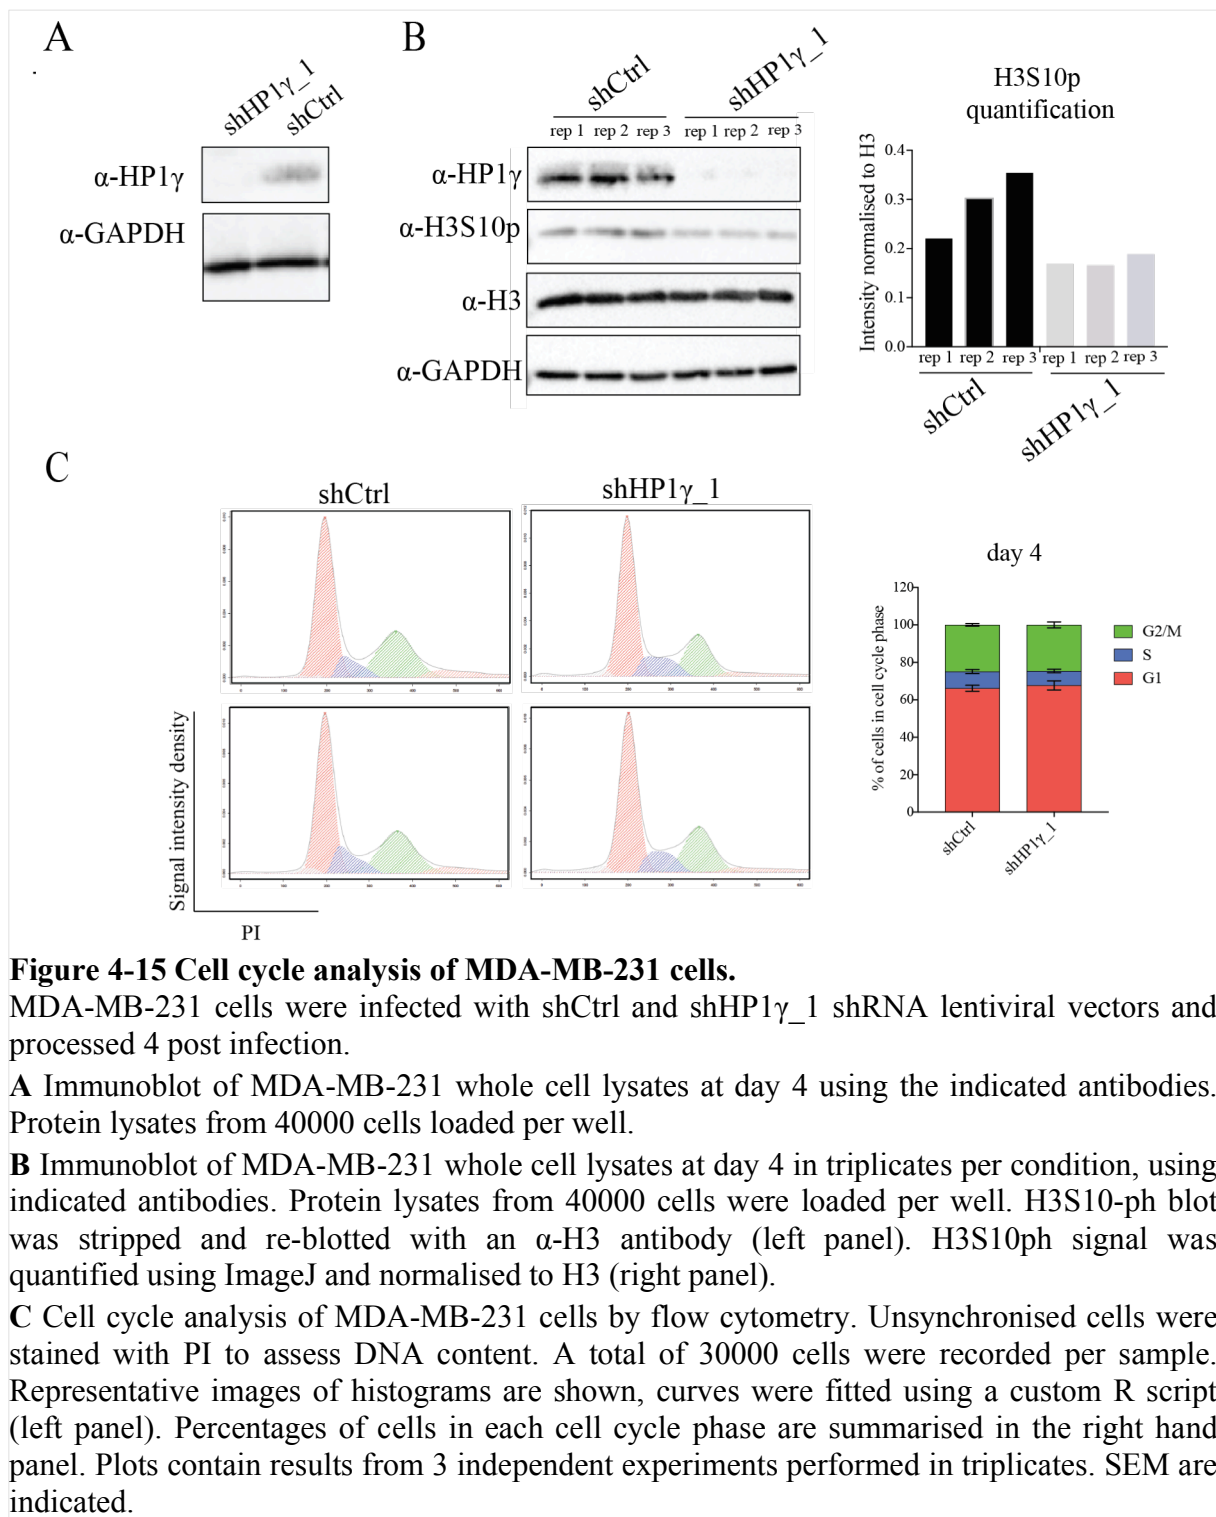 A
shHP1γ_1
shCtrl
α-HP1γ
α-GAPDH
B
shCtrl
shHP1γ_1
rep 1 rep 2 rep 3 rep 1 rep 2 rep 3
α-HP1γ
α-H3S10p
α-H3
α-GAPDH
H3S10p
quantification
Intensity normalised to H3
0.4
0.3
0.2
0.1
0.0
rep 1 rep 2 rep 3 rep 1 rep 2 rep 3
shCtrl
shHP1γ_1
C
shCtrl
shHP1γ_1
Signal intensity density
PI
day 4
% of cells in cell cycle phase
120
100
80
60
40
20
0
shCtrl
shHP1γ_1
G2/M
S
G1
Figure 4-15 Cell cycle analysis of MDA-MB-231 cells.
MDA-MB-231 cells were infected with shCtrl and shHP1γ_1 shRNA lentiviral vectors and
processed 4 post infection.
A Immunoblot of MDA-MB-231 whole cell lysates at day 4 using the indicated antibodies.
Protein lysates from 40000 cells loaded per well.
B Immunoblot of MDA-MB-231 whole cell lysates at day 4 in triplicates per condition, using
indicated antibodies. Protein lysates from 40000 cells were loaded per well. H3S10-ph blot
was stripped and re-blotted with an α-H3 antibody (left panel). H3S10ph signal was
quantified using ImageJ and normalised to H3 (right panel).
C Cell cycle analysis of MDA-MB-231 cells by flow cytometry. Unsynchronised cells were
stained with PI to assess DNA content. A total of 30000 cells were recorded per sample.
Representative images of histograms are shown, curves were fitted using a custom R script
(left panel). Percentages of cells in each cell cycle phase are summarised in the right hand
panel. Plots contain results from 3 independent experiments performed in triplicates. SEM are
indicated.